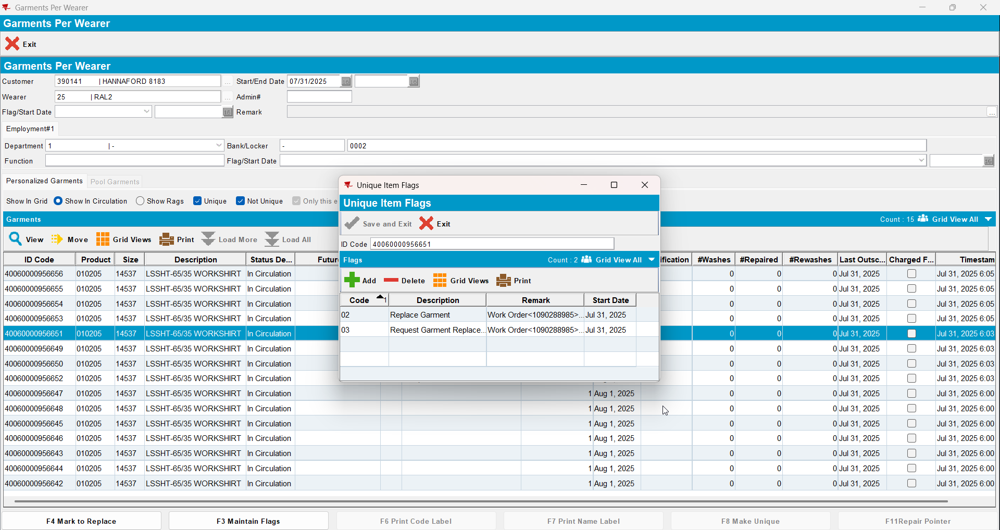 Garments Per Wearer
Garments Per Wearer
Exit
Garments Per Wearer
Customer 390141 | HANNAFORD 8183 ... Start/End Date 07/31/2025 16 16
Wearer 25 | RAL2 ... Admin#
Flag/Start Date 16 Remark ...
Employment#1
Department 1 | - Bank/Locker - 0002
Function Flag/Start Date 16
Personalized Garments Pool Garments
Show In Grid Show In Circulation Show Rags Unique Not Unique Only this e
Garments Count : 15 Grid View All
View Move Grid Views Print Load More Load All
ID Code Product Size Description Status De... Futur ification #Washes #Repaired #Rewashes Last Outsc... Charged F... Timestam
40060000956656 010205 14537 LSSHT-65/35 WORKSHIRT In Circulation 0 0 0 Jul 31, 2025 Jul 31, 2025 6:05
40060000956655 010205 14537 LSSHT-65/35 WORKSHIRT In Circulation 0 0 0 Jul 31, 2025 Jul 31, 2025 6:05
40060000956654 010205 14537 LSSHT-65/35 WORKSHIRT In Circulation 0 0 0 Jul 31, 2025 Jul 31, 2025 6:05
40060000956653 010205 14537 LSSHT-65/35 WORKSHIRT In Circulation 0 0 0 Jul 31, 2025 Jul 31, 2025 6:05
40060000956651 010205 14537 LSSHT-65/35 WORKSHIRT In Circulation 0 0 0 Jul 31, 2025 Jul 31, 2025 6:03
40060000956649 010205 14537 LSSHT-65/35 WORKSHIRT In Circulation 0 0 0 Jul 31, 2025 Jul 31, 2025 6:03
40060000956650 010205 14537 LSSHT-65/35 WORKSHIRT In Circulation 0 0 0 Jul 31, 2025 Jul 31, 2025 6:03
40060000956652 010205 14537 LSSHT-65/35 WORKSHIRT In Circulation 0 0 0 Jul 31, 2025 Jul 31, 2025 6:03
40060000956647 010205 14537 LSSHT-65/35 WORKSHIRT In Circulation 1 Aug 1, 2025 0 0 0 Jul 31, 2025 Jul 31, 2025 6:00
40060000956648 010205 14537 LSSHT-65/35 WORKSHIRT In Circulation 1 Aug 1, 2025 0 0 0 Jul 31, 2025 Jul 31, 2025 6:00
40060000956645 010205 14537 LSSHT-65/35 WORKSHIRT In Circulation 1 Aug 1, 2025 0 0 0 Jul 31, 2025 Jul 31, 2025 6:00
40060000956646 010205 14537 LSSHT-65/35 WORKSHIRT In Circulation 1 Aug 1, 2025 0 0 0 Jul 31, 2025 Jul 31, 2025 6:00
40060000956643 010205 14537 LSSHT-65/35 WORKSHIRT In Circulation 1 Aug 1, 2025 0 0 0 Jul 31, 2025 Jul 31, 2025 6:00
40060000956644 010205 14537 LSSHT-65/35 WORKSHIRT In Circulation 1 Aug 1, 2025 0 0 0 Jul 31, 2025 Jul 31, 2025 6:00
40060000956642 010205 14537 LSSHT-65/35 WORKSHIRT In Circulation 1 Aug 1, 2025 0 0 0 Jul 31, 2025 Jul 31, 2025 6:00
F4 Mark to Replace F3 Maintain Flags F6 Print Code Label F7 Print Name Label F8 Make Unique F11Repair Pointer
Unique Item Flags
Unique Item Flags
Save and Exit Exit
ID Code 40060000956651
Flags Count : 2 Grid View All
Add Delete Grid Views Print
Code 1 Description Remark Start Date
02 Replace Garment Work Order<1090288985>... Jul 31, 2025
03 Request Garment Replace... Work Order<1090288985>... Jul 31, 2025